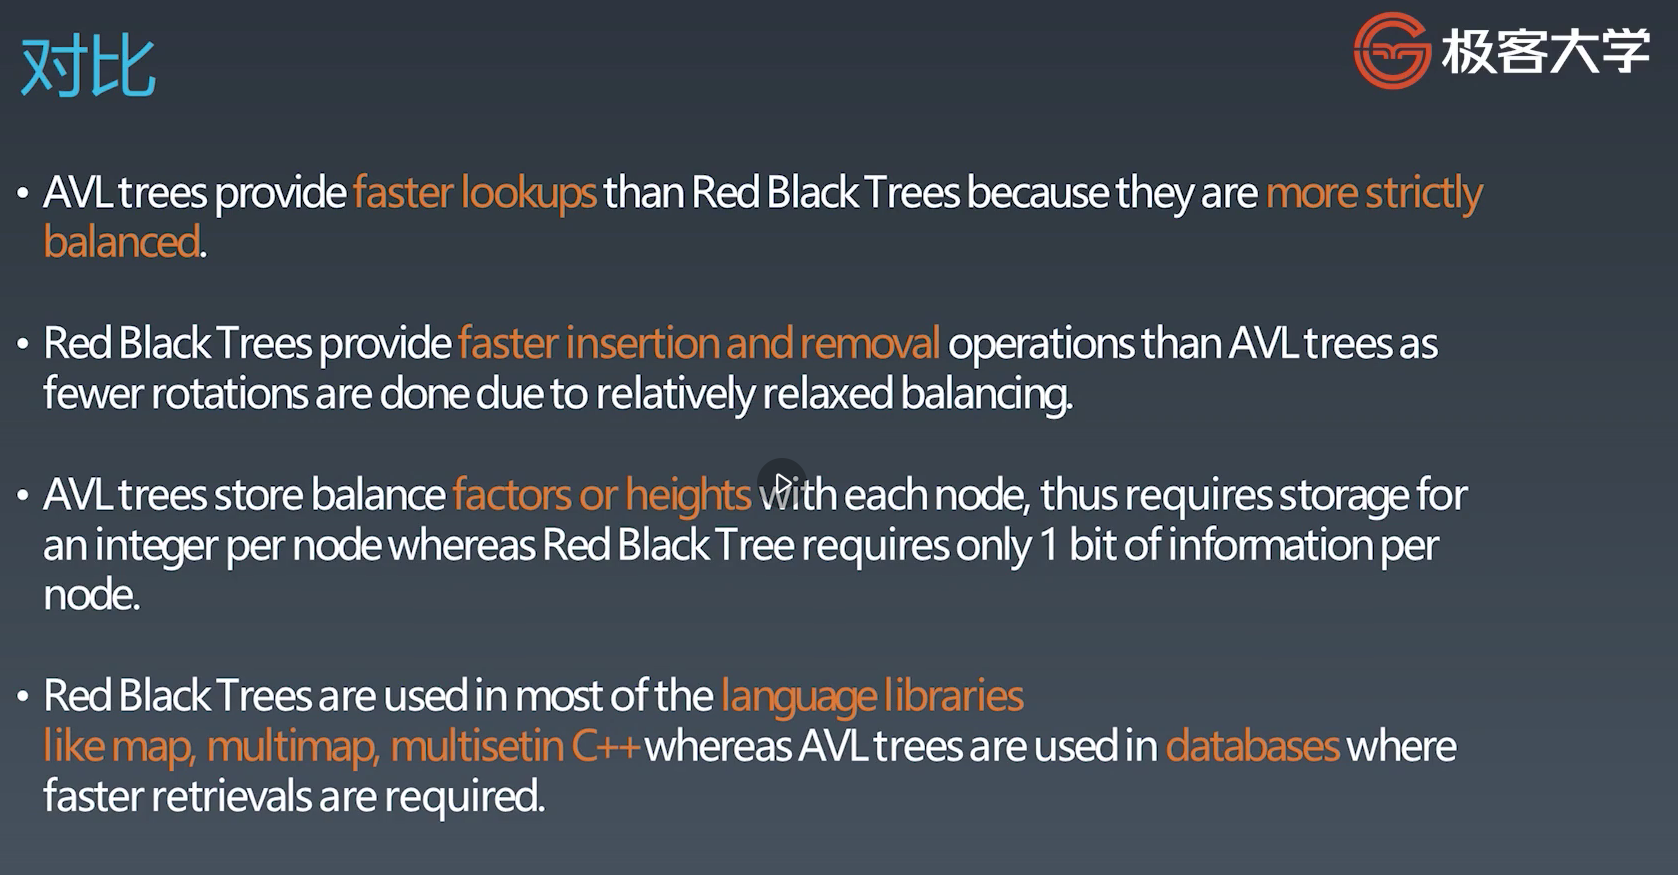 对比
极客大学
• AVL trees provide faster lookups than Red Black Trees because they are more strictly
balanced.
• Red Black Trees provide faster insertion and removal operations than AVL trees as
fewer rotations are done due to relatively relaxed balancing.
• AVL trees store balance factors or heights with each node, thus requires storage for
an integer per node whereas Red Black Tree requires only 1 bit of information per
node.
• Red Black Trees are used in most of the language libraries
like map, multimap, multisetin C++ whereas AVL trees are used in databases where
faster retrievals are required.